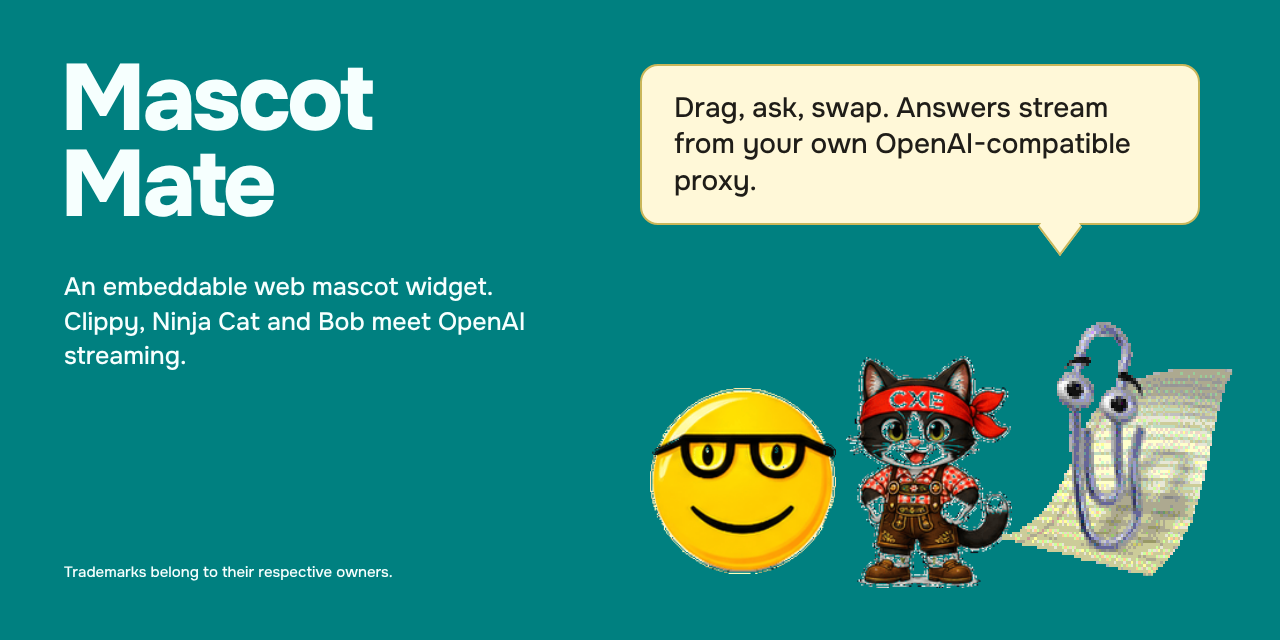 Mascot
Mate
An embeddable web mascot widget.
Clippy, Ninja Cat and Bob meet OpenAI
streaming.
Trademarks belong to their respective owners.
Drag, ask, swap. Answers stream
from your own OpenAI-compatible
proxy.
CXE